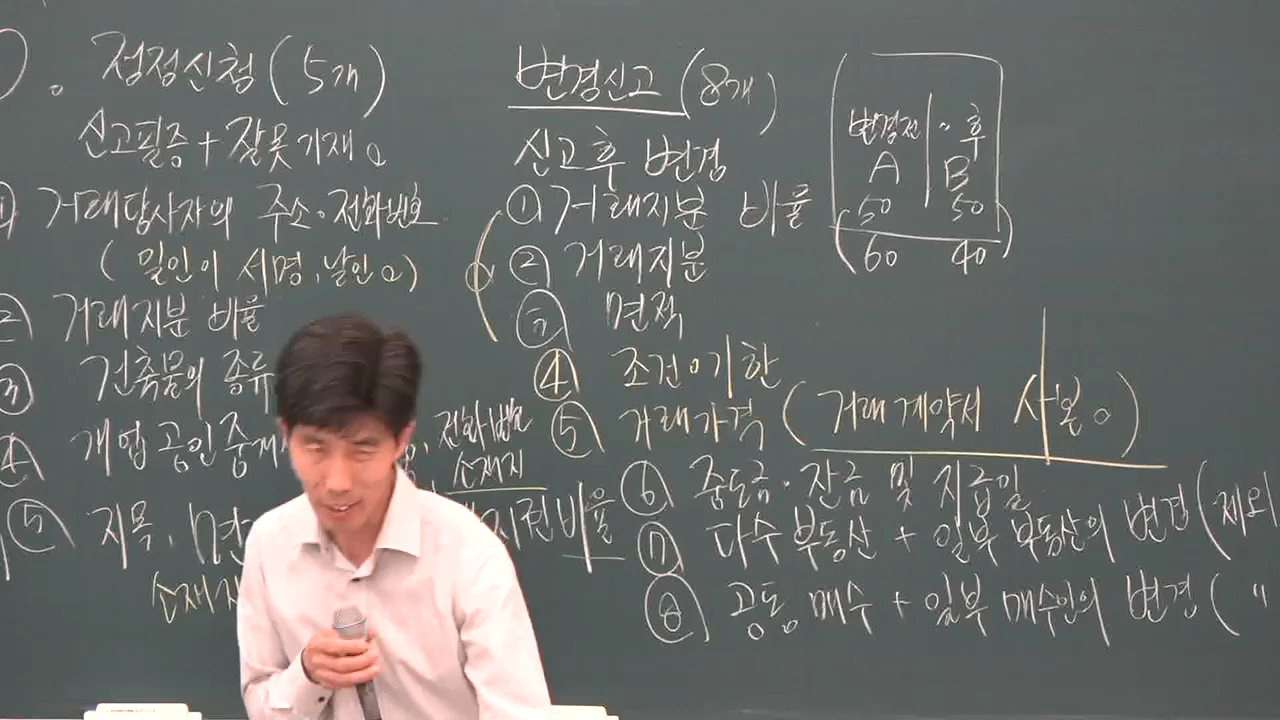 정정신청 (5개)
신고필증 + 잘못 기재 o
① 거래당사자의 주소·전화번호
(일인이 서명, 날인 o)
② 거래지분 비율
③ 건축물의 종류
④ 개업공인중개 전화번호
소재지
⑤ 지목, 면 지권비율
소재지
변경신고 (8개)
신고후 변경
① 거래지분 비율
② 거래지분
③ 면적
④ 조건·기한
⑤ 거래가격 (거래계약서 사본 o)
⑥ 중도금·잔금 및 지급일
⑦ 다수 부동산 + 일부 부동산의 변경 (제외
⑧ 공동 매수 + 일부 매수인의 변경 ( "
변경전 · 후
A B
50 50
(60 40)